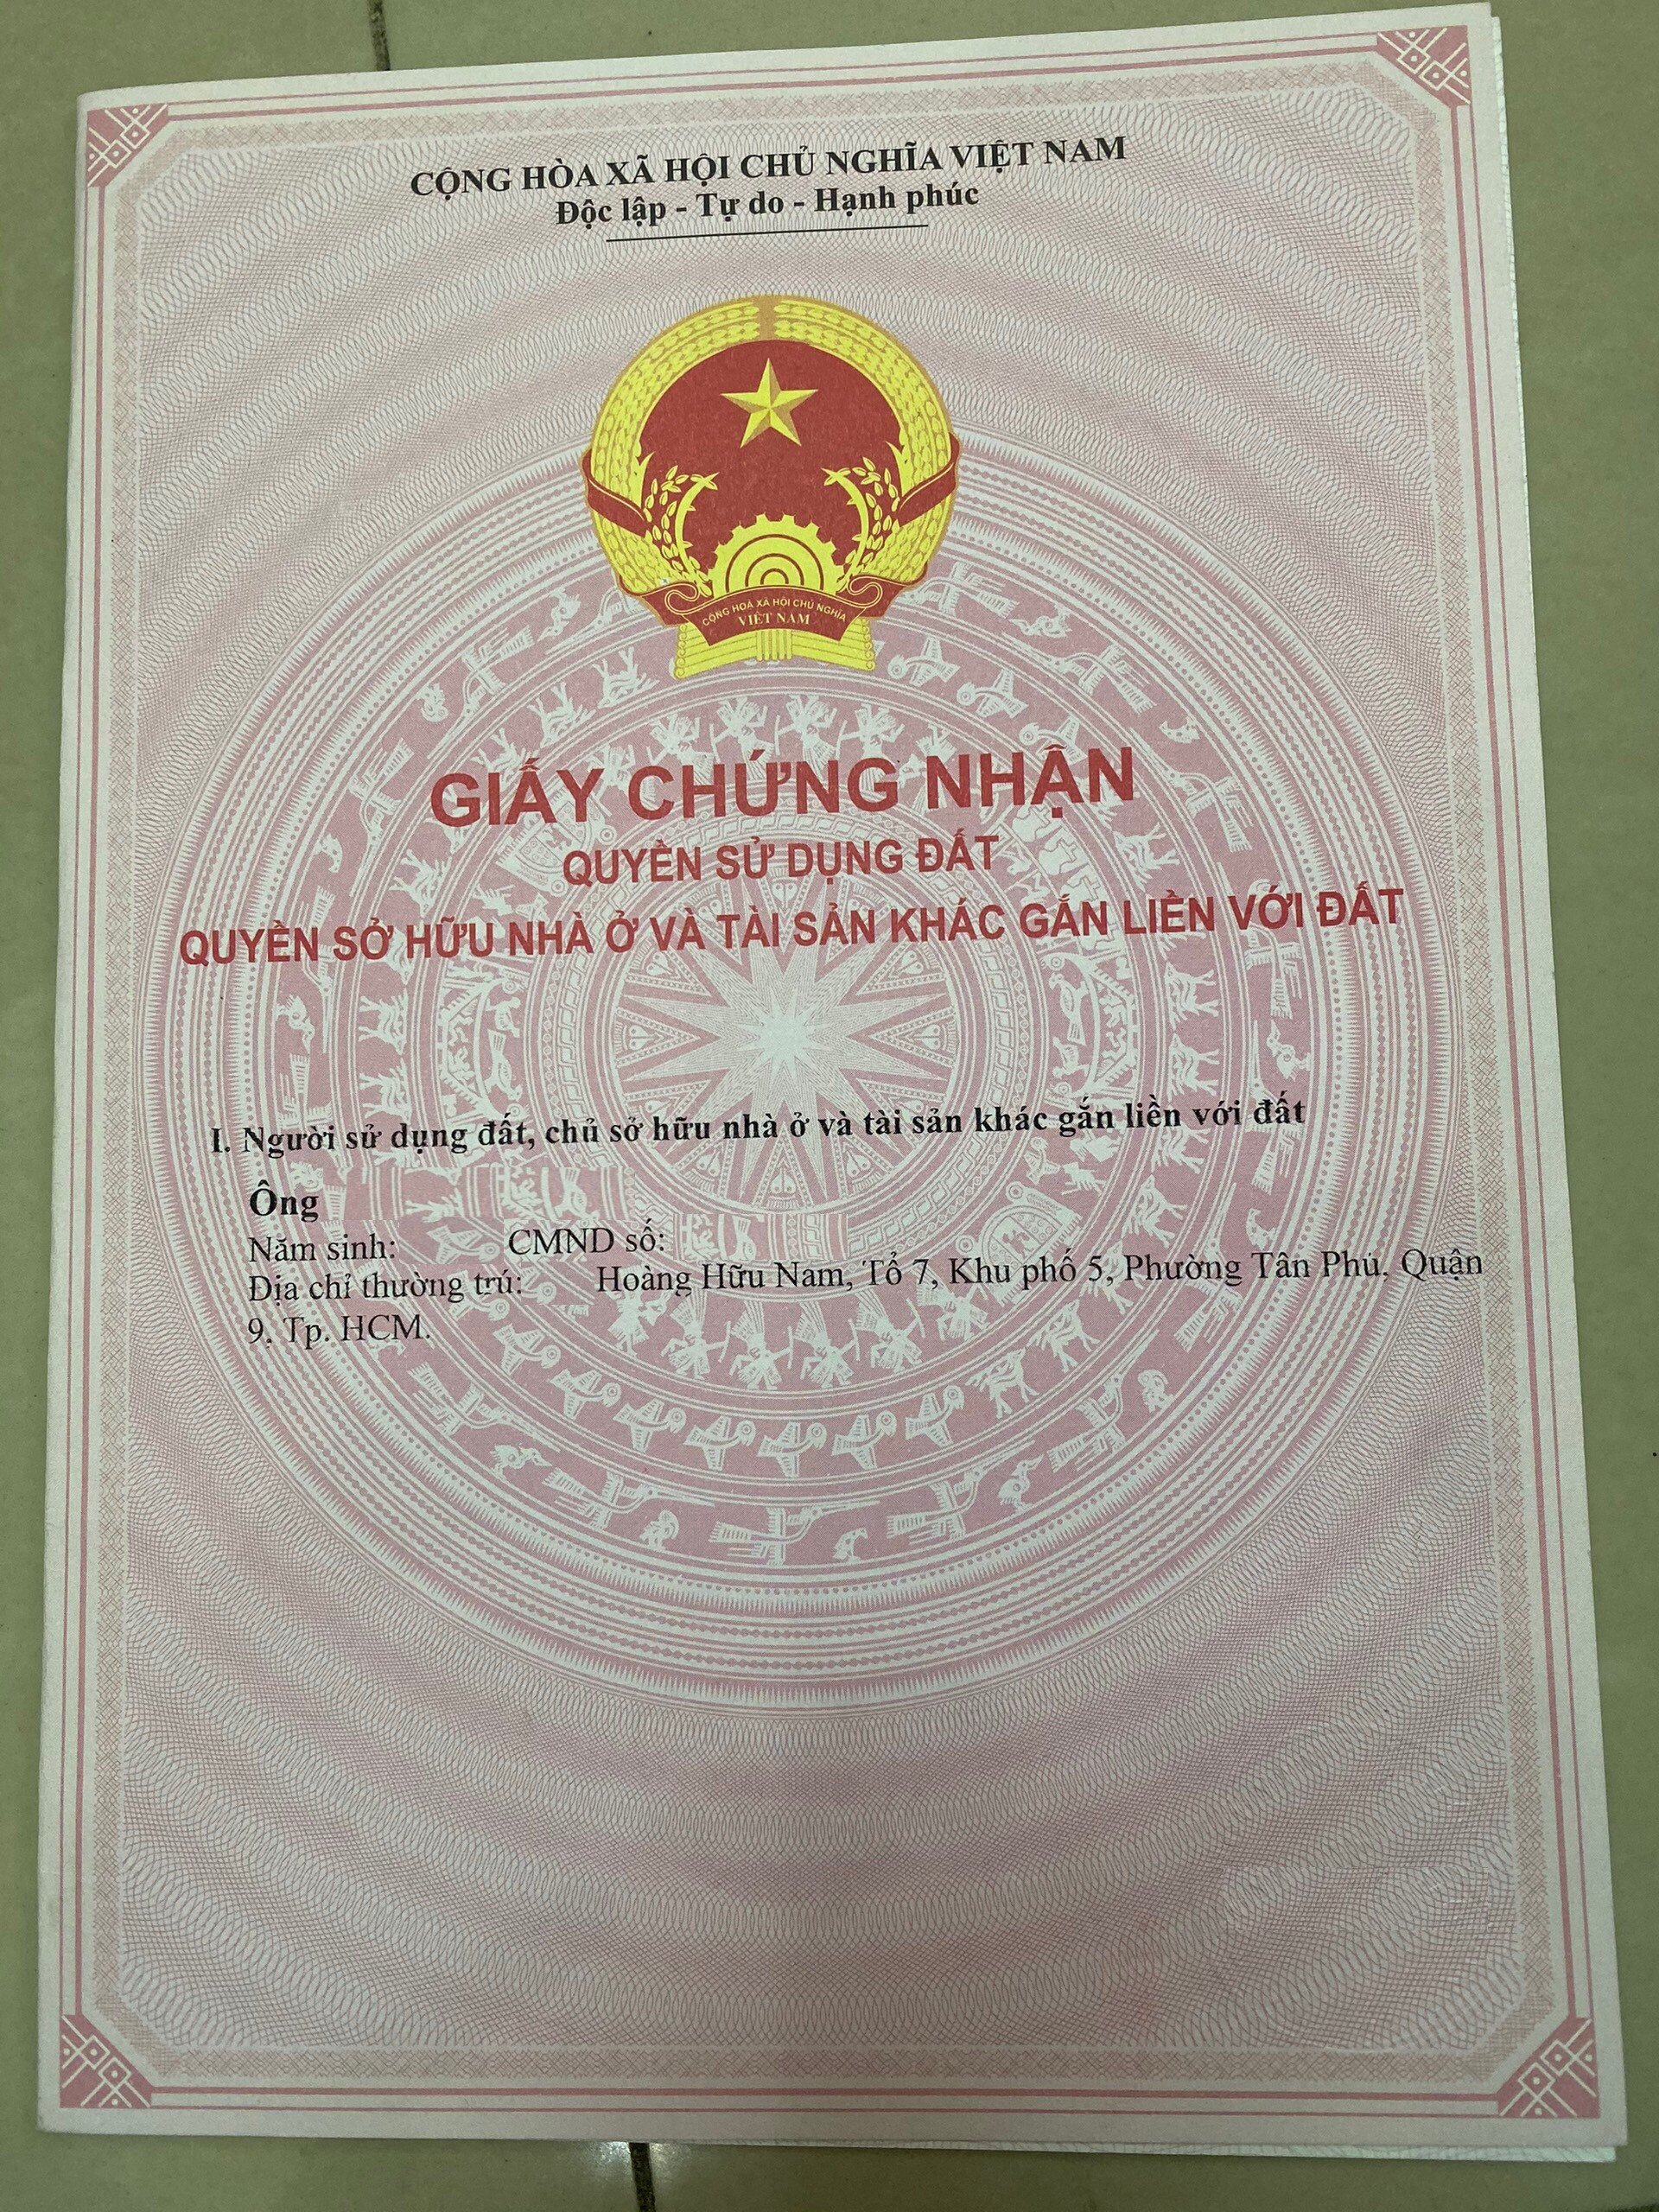 CỘNG HÒA XÃ HỘI CHỦ NGHĨA VIỆT NAM
Độc lập - Tự do - Hạnh phúc
CỘNG HOÀ XÃ HỘI CHỦ NGHĨA
VIỆT NAM
GIẤY CHỨNG NHẬN
QUYỀN SỬ DỤNG ĐẤT
QUYỀN SỞ HỮU NHÀ Ở VÀ TÀI SẢN KHÁC GẮN LIỀN VỚI ĐẤT
I. Người sử dụng đất, chủ sở hữu nhà ở và tài sản khác gắn liền với đất
Ông
Năm sinh: CMND số:
Địa chỉ thường trú: Hoàng Hữu Nam, Tổ 7, Khu phố 5, Phường Tân Phú, Quận
9, Tp. HCM.